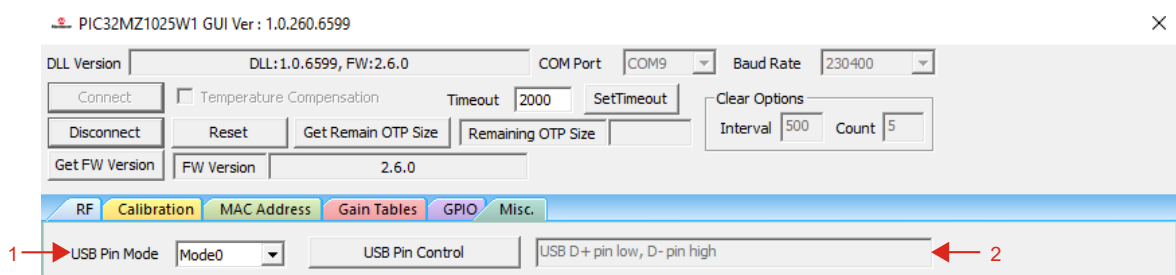 PIC32MZ1025W1 GUI Ver : 1.0.260.6599
DLL Version DLL:1.0.6599, FW:2.6.0 COM Port COM9 Baud Rate 230400
Connect Temperature Compensation Timeout 2000 SetTimeout Clear Options
Disconnect Reset Get Remain OTP Size Remaining OTP Size Interval 500 Count 5
Get FW Version FW Version 2.6.0
RF Calibration MAC Address Gain Tables GPIO Misc.
1 USB Pin Mode Mode0 USB Pin Control USB D+ pin low, D- pin high 2